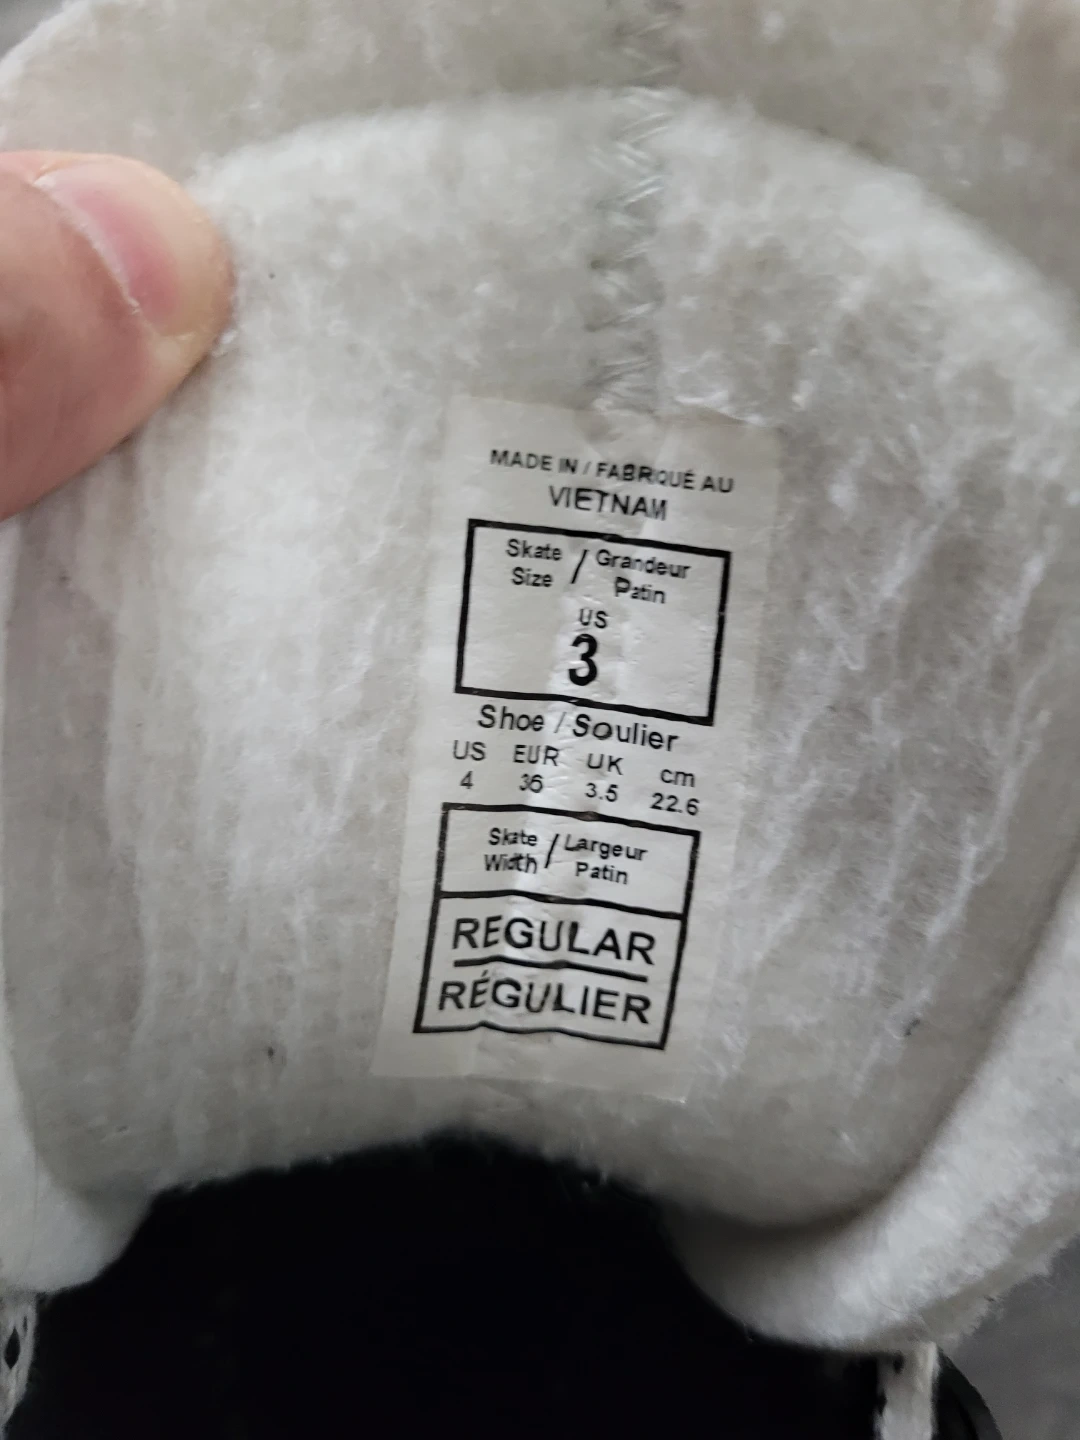 MADE IN / FABRIQUÉ AU
VIETNAM
Skate / Grandeur
Size Patin
US
3
Shoe / Soulier
US EUR UK cm
4 36 3.5 22.6
Skate / Largeur
Width Patin
REGULAR
RÉGULIER